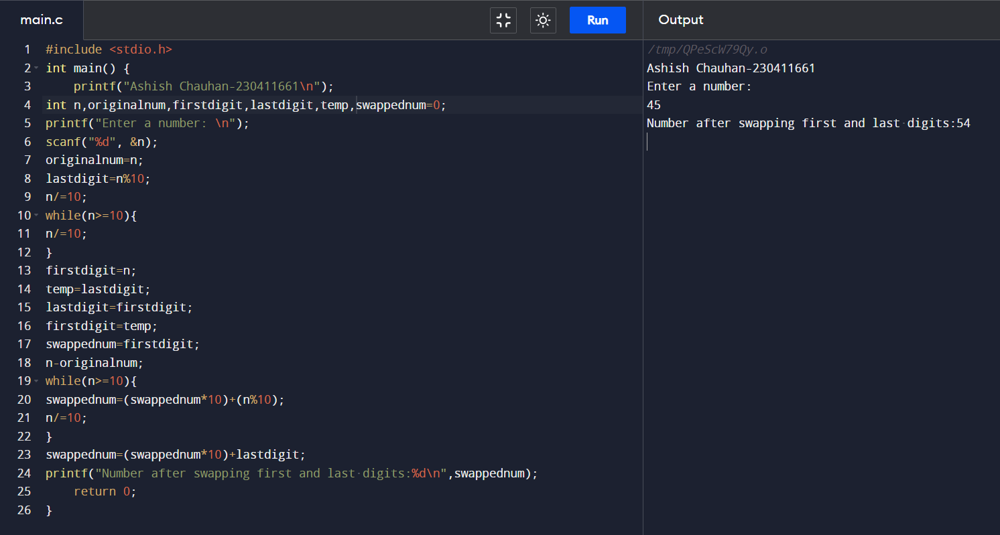 main.c
Run
Output
1 #include <stdio.h>
2 int main() {
3 printf("Ashish Chauhan-230411661\n");
4 int n,originalnum,firstdigit,lastdigit,temp,swappednum=0;
5 printf("Enter a number: \n");
6 scanf("%d", &n);
7 originalnum=n;
8 lastdigit=n%10;
9 n/=10;
10 while(n>=10){
11 n/=10;
12 }
13 firstdigit=n;
14 temp=lastdigit;
15 lastdigit=firstdigit;
16 firstdigit=temp;
17 swappednum=firstdigit;
18 n-originalnum;
19 while(n>=10){
20 swappednum=(swappednum*10)+(n%10);
21 n/=10;
22 }
23 swappednum=(swappednum*10)+lastdigit;
24 printf("Number after swapping first and last digits:%d\n",swappednum);
25 return 0;
26 }
/tmp/QPeScW79Qy.o
Ashish Chauhan-230411661
Enter a number:
45
Number after swapping first and last digits:54